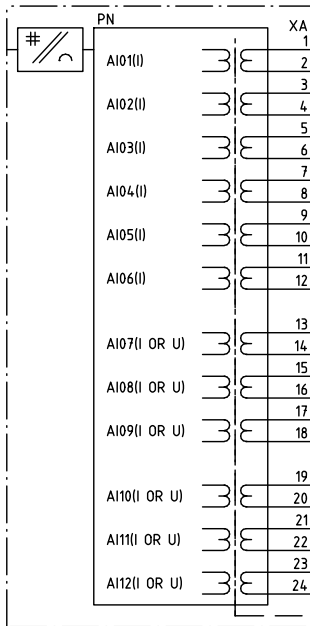 PN XA
#
1
AI01(I) 2
3
AI02(I) 4
5
AI03(I) 6
7
AI04(I) 8
9
AI05(I) 10
11
AI06(I) 12
13
AI07(I OR U) 14
15
AI08(I OR U) 16
17
AI09(I OR U) 18
19
AI10(I OR U) 20
21
AI11(I OR U) 22
23
AI12(I OR U) 24